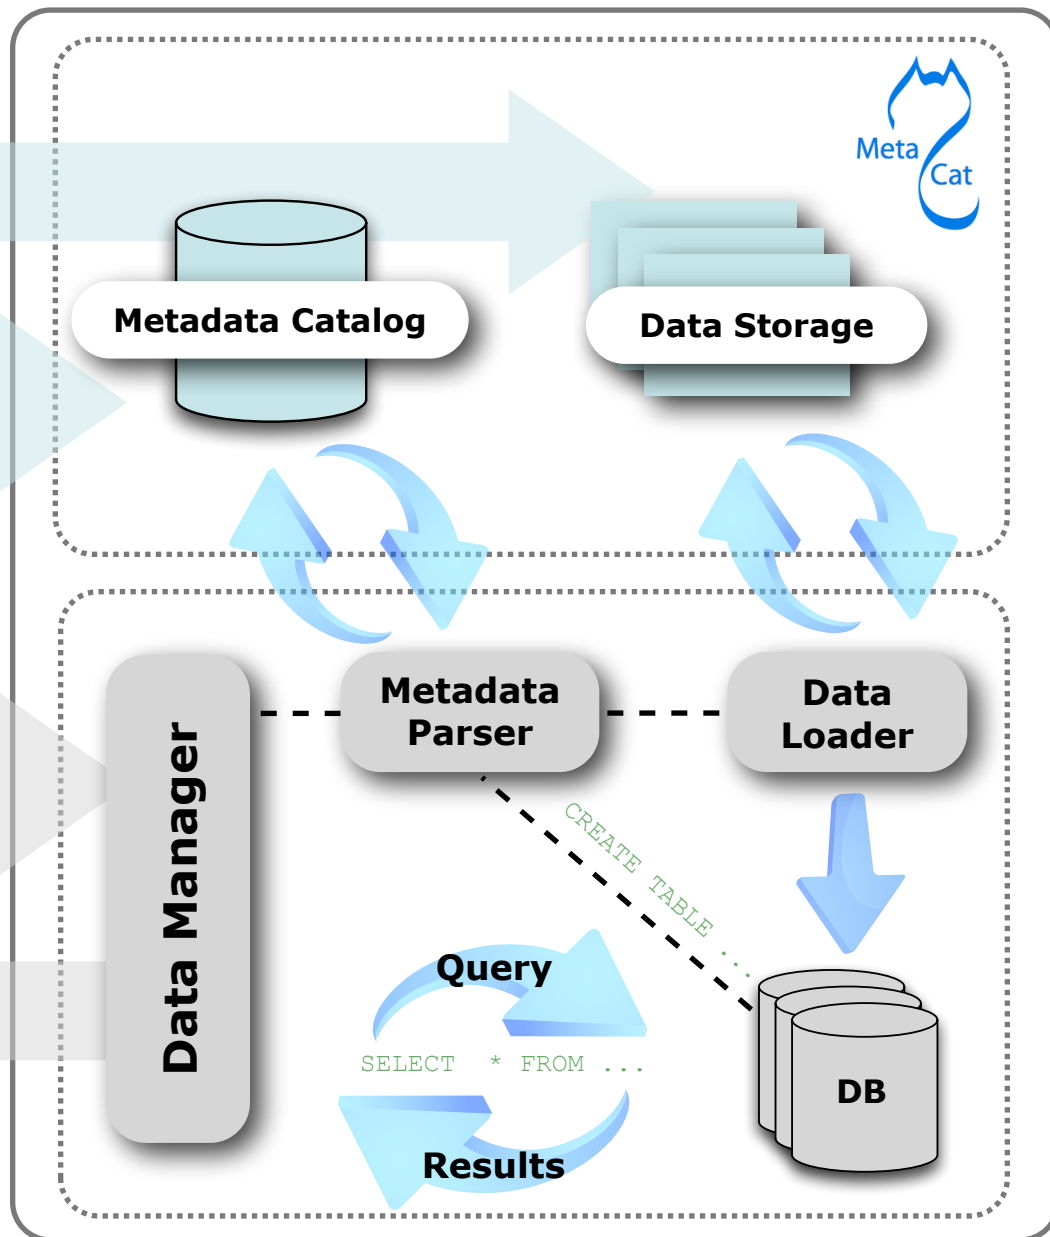 Meta
Cat
Metadata Catalog
Data Storage
Metadata
Parser
Data
Loader
Data Manager
CREATE TABLE ...
Query
SELECT * FROM ...
Results
DB